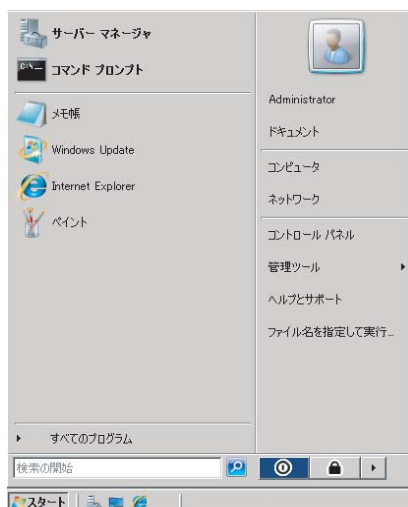 サーバー マネージャ
コマンド プロンプト
メモ帳
Windows Update
Internet Explorer
ペイント
すべてのプログラム
検索の開始
Administrator
ドキュメント
コンピュータ
ネットワーク
コントロール パネル
管理ツール
ヘルプとサポート
ファイル名を指定して実行...
スタート